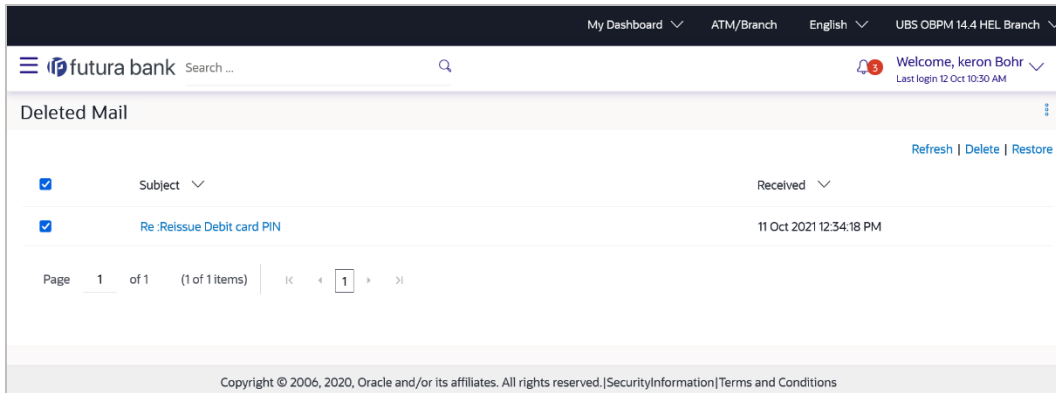 My Dashboard ATM/Branch English UBS OBPM 14.4 HEL Branch
futura bank Search ... 3 Welcome, keron Bohr
Last login 12 Oct 10:30 AM
Deleted Mail
Refresh | Delete | Restore
Subject Received
Re :Reissue Debit card PIN 11 Oct 2021 12:34:18 PM
Page 1 of 1 (1 of 1 items) 1
Copyright © 2006, 2020, Oracle and/or its affiliates. All rights reserved.|SecurityInformation|Terms and Conditions